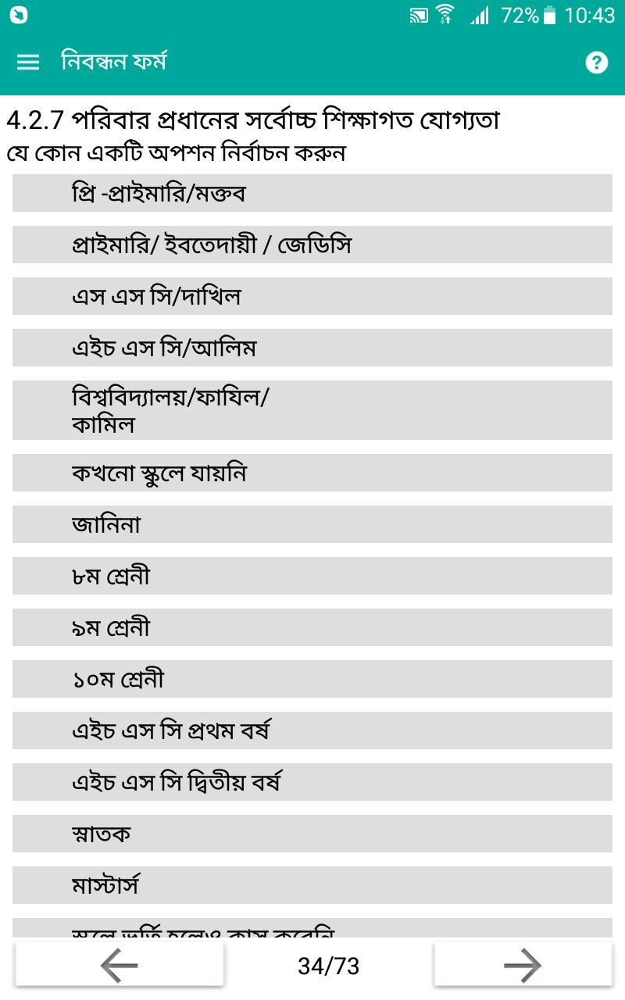 72% 10:43
নিবন্ধন ফর্ম
4.2.7 পরিবার প্রধানের সর্বোচ্চ শিক্ষাগত যোগ্যতা
যে কোন একটি অপশন নির্বাচন করুন
প্রি -প্রাইমারি/মক্তব
প্রাইমারি/ ইবতেদায়ী / জেডিসি
এস এস সি/দাখিল
এইচ এস সি/আলিম
বিশ্ববিদ্যালয়/ফাযিল/
কামিল
কখনো স্কুলে যায়নি
জানিনা
৮ম শ্রেনী
৯ম শ্রেনী
১০ম শ্রেনী
এইচ এস সি প্রথম বর্ষ
এইচ এস সি দ্বিতীয় বর্ষ
স্নাতক
মাস্টার্স
34/73